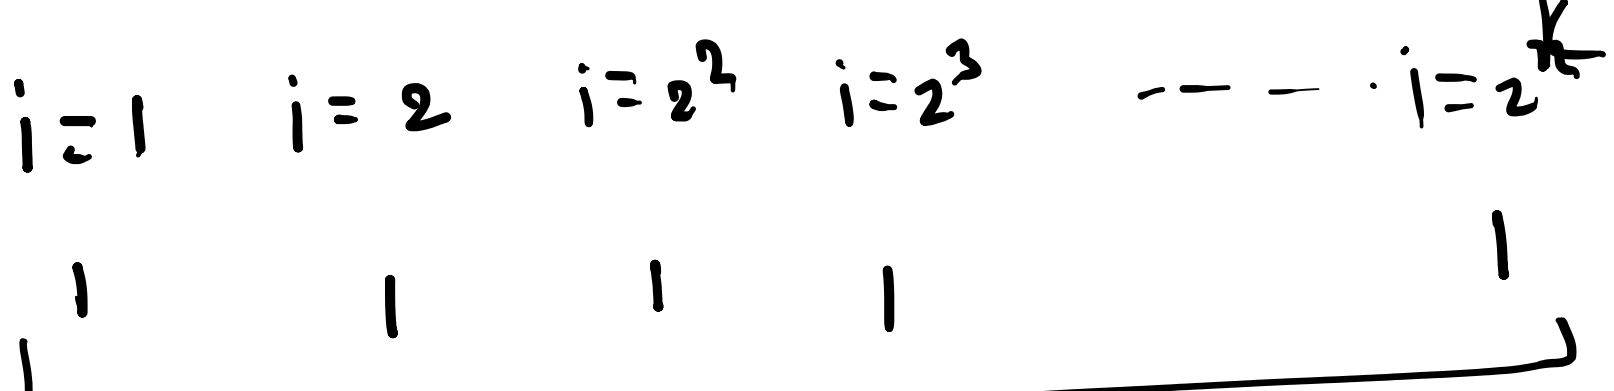 i = 1 i = 2 i = 2² i = 2³ - - - - . i = 2ᴷ
1 1 1 1 1